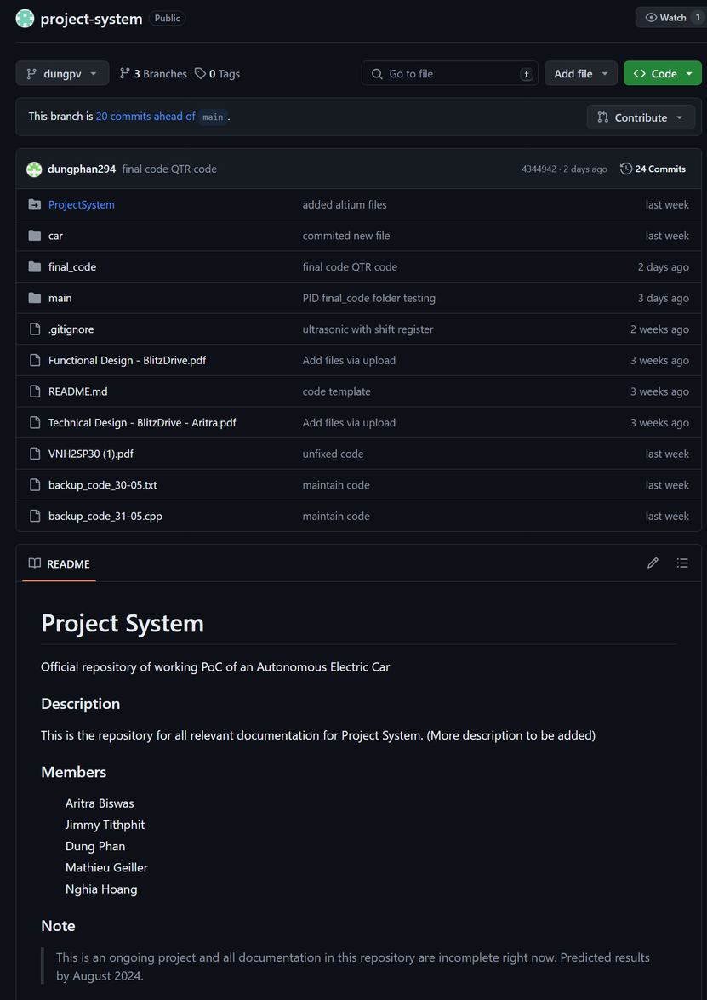 project-system Public Watch 1
dungpv 3 Branches 0 Tags Go to file t Add file Code
This branch is 20 commits ahead of main. Contribute
dungphan294 final code QTR code 4344942 · 2 days ago 24 Commits
ProjectSystem added altium files last week
car commited new file last week
final_code final code QTR code 2 days ago
main PID final_code folder testing 3 days ago
.gitignore ultrasonic with shift register 2 weeks ago
Functional Design - BlitzDrive.pdf Add files via upload 3 weeks ago
README.md code template 3 weeks ago
Technical Design - BlitzDrive - Aritra.pdf Add files via upload 3 weeks ago
VNH2SP30 (1).pdf unfixed code last week
backup_code_30-05.txt maintain code last week
backup_code_31-05.cpp maintain code last week
README
Project System
Official repository of working PoC of an Autonomous Electric Car
Description
This is the repository for all relevant documentation for Project System. (More description to be added)
Members
Aritra Biswas
Jimmy Tithphit
Dung Phan
Mathieu Geiller
Nghia Hoang
Note
This is an ongoing project and all documentation in this repository are incomplete right now. Predicted results
by August 2024.